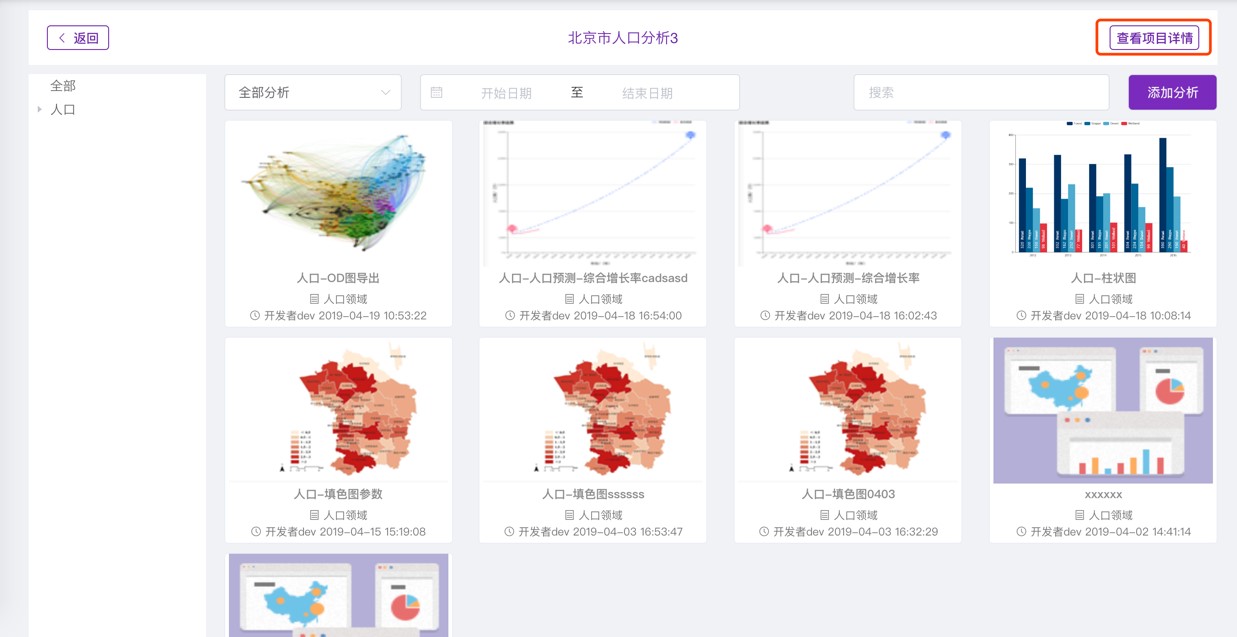 返回
北京市人口分析3
查看项目详情
全部
人口
全部分析
开始日期 至 结束日期
搜索
添加分析
人口-OD图导出
人口领域
开发者dev 2019-04-19 10:53:22
人口-人口预测-综合增长率cadsasd
人口领域
开发者dev 2019-04-18 16:54:00
人口-人口预测-综合增长率
人口领域
开发者dev 2019-04-18 16:02:43
人口-柱状图
人口领域
开发者dev 2019-04-18 10:08:14
人口-填色图参数
人口领域
开发者dev 2019-04-15 15:19:08
人口-填色图ssssss
人口领域
开发者dev 2019-04-03 16:53:47
人口-填色图0403
人口领域
开发者dev 2019-04-03 16:32:29
xxxxxx
人口领域
开发者dev 2019-04-02 14:41:14